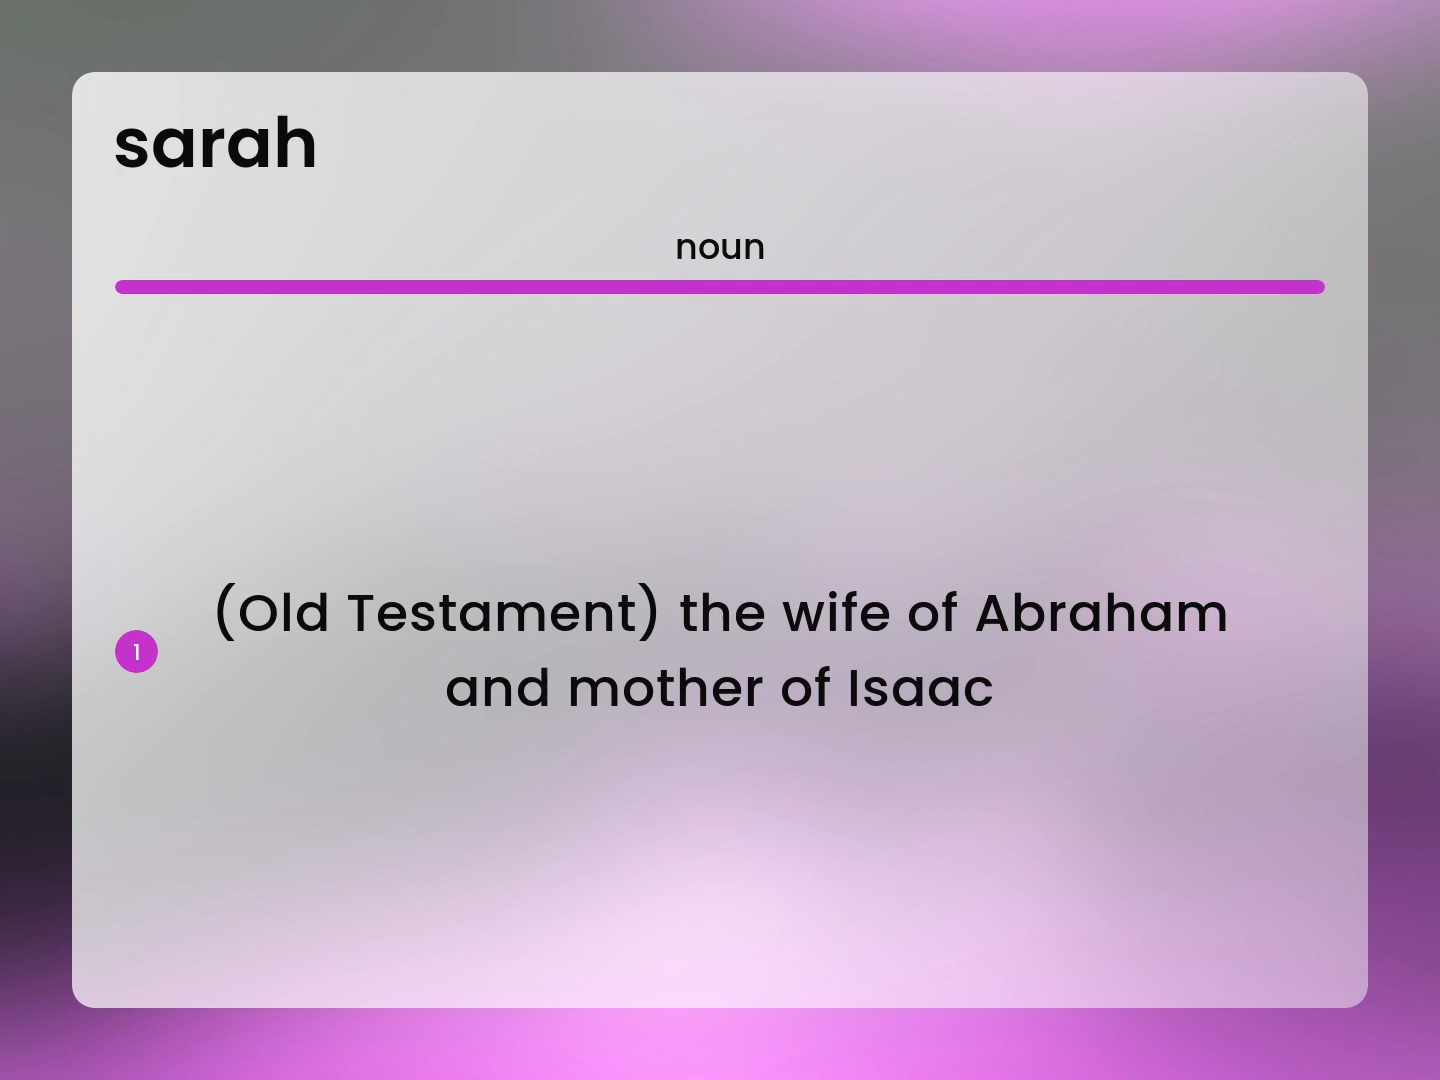 sarah
noun
1
(Old Testament) the wife of Abraham
and mother of Isaac